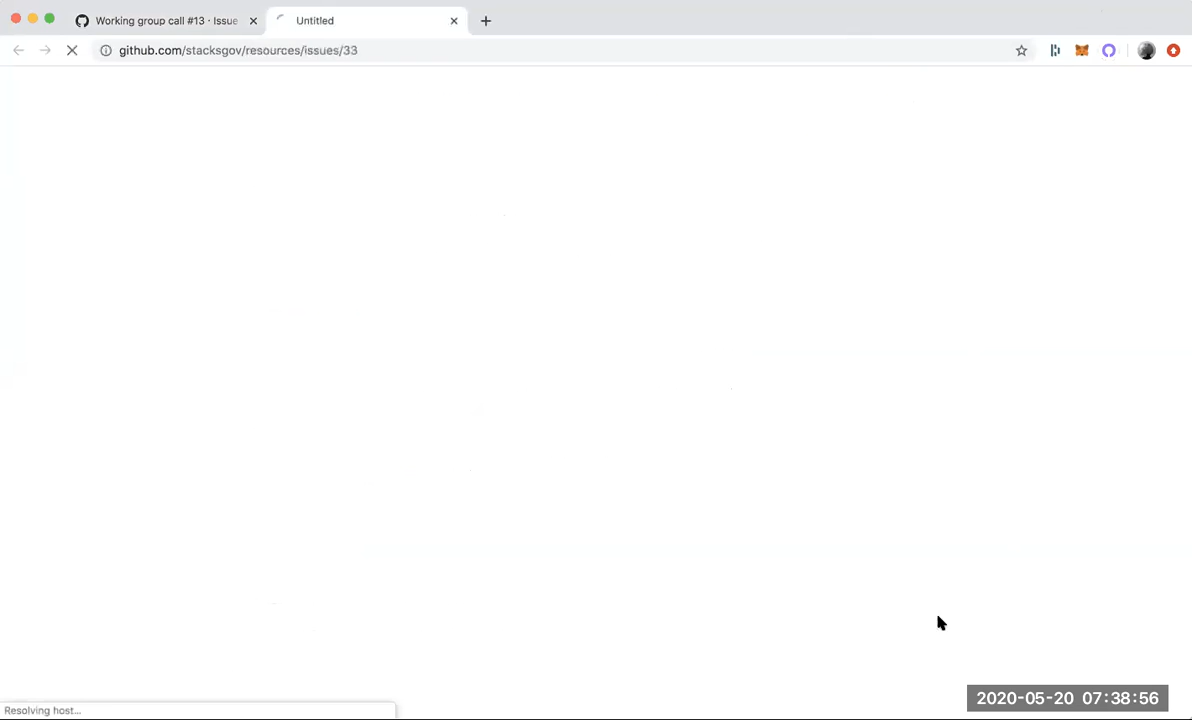 Working group call #13 · Issue
Untitled
github.com/stacksgov/resources/issues/33
Resolving host...
2020-05-20 07:38:56